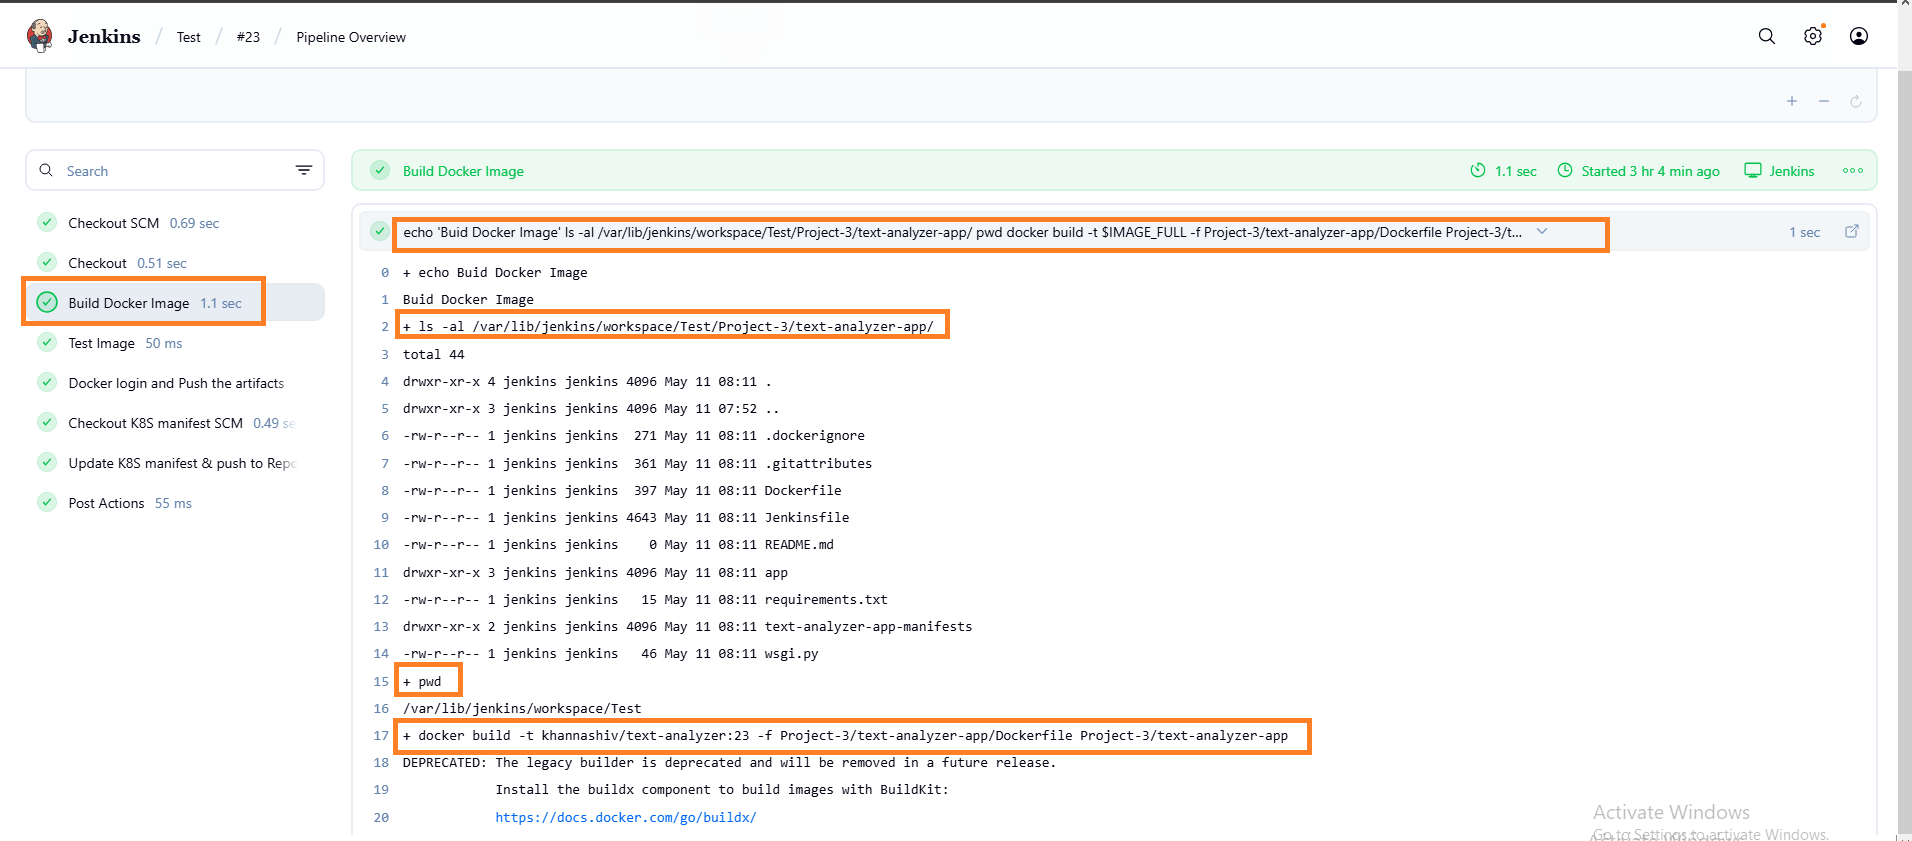 Jenkins / Test / #23 / Pipeline Overview
Search
Checkout SCM 0.69 sec
Checkout 0.51 sec
Build Docker Image 1.1 sec
Test Image 50 ms
Docker login and Push the artifacts
Checkout K8S manifest SCM 0.49 se
Update K8S manifest & push to Repo
Post Actions 55 ms
Build Docker Image 1.1 sec Started 3 hr 4 min ago Jenkins
echo 'Buid Docker Image' ls -al /var/lib/jenkins/workspace/Test/Project-3/text-analyzer-app/ pwd docker build -t $IMAGE_FULL -f Project-3/text-analyzer-app/Dockerfile Project-3/t... 1 sec
0 + echo Buid Docker Image
1 Buid Docker Image
2 + ls -al /var/lib/jenkins/workspace/Test/Project-3/text-analyzer-app/
3 total 44
4 drwxr-xr-x 4 jenkins jenkins 4096 May 11 08:11 .
5 drwxr-xr-x 3 jenkins jenkins 4096 May 11 07:52 ..
6 -rw-r--r-- 1 jenkins jenkins 271 May 11 08:11 .dockerignore
7 -rw-r--r-- 1 jenkins jenkins 361 May 11 08:11 .gitattributes
8 -rw-r--r-- 1 jenkins jenkins 397 May 11 08:11 Dockerfile
9 -rw-r--r-- 1 jenkins jenkins 4643 May 11 08:11 Jenkinsfile
10 -rw-r--r-- 1 jenkins jenkins 0 May 11 08:11 README.md
11 drwxr-xr-x 3 jenkins jenkins 4096 May 11 08:11 app
12 -rw-r--r-- 1 jenkins jenkins 15 May 11 08:11 requirements.txt
13 drwxr-xr-x 2 jenkins jenkins 4096 May 11 08:11 text-analyzer-app-manifests
14 -rw-r--r-- 1 jenkins jenkins 46 May 11 08:11 wsgi.py
15 + pwd
16 /var/lib/jenkins/workspace/Test
17 + docker build -t khannashiv/text-analyzer:23 -f Project-3/text-analyzer-app/Dockerfile Project-3/text-analyzer-app
18 DEPRECATED: The legacy builder is deprecated and will be removed in a future release.
19 Install the buildx component to build images with BuildKit:
20 https://docs.docker.com/go/buildx/
Activate Windows
Go to Settings to activate Windows.